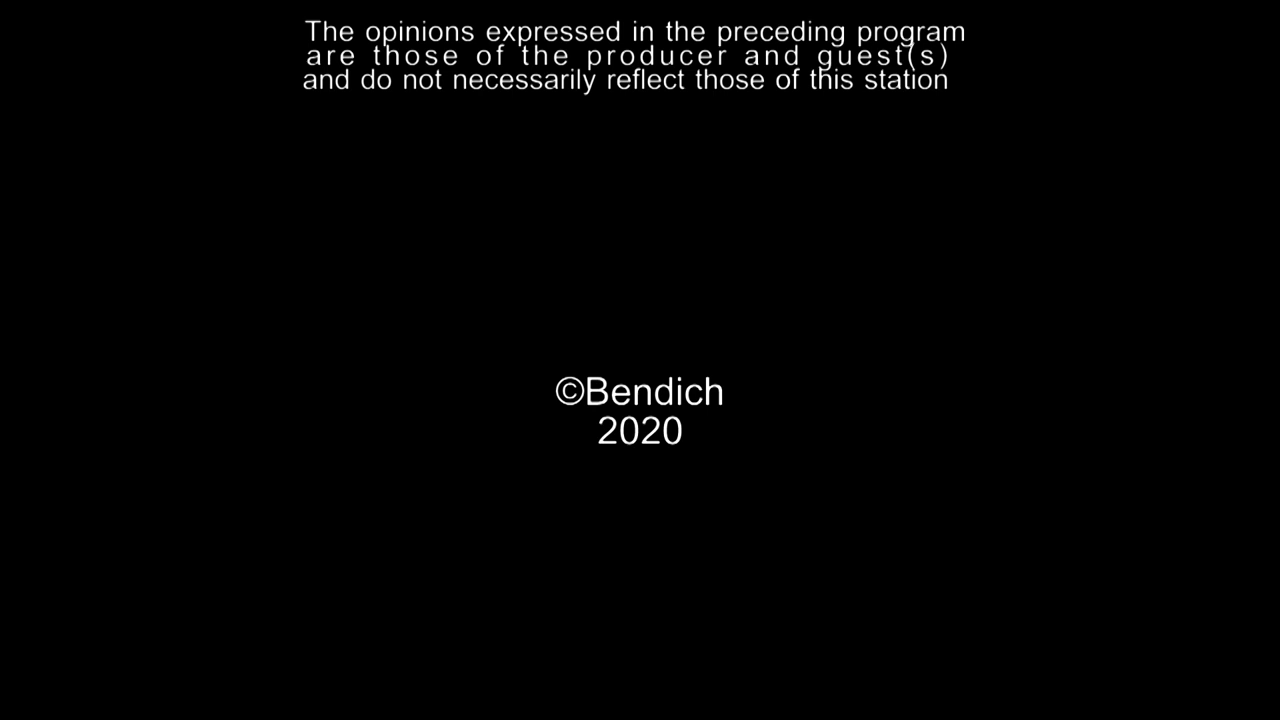 The opinions expressed in the preceding program
are those of the producer and guest(s)
and do not necessarily reflect those of this station
©Bendich
2020